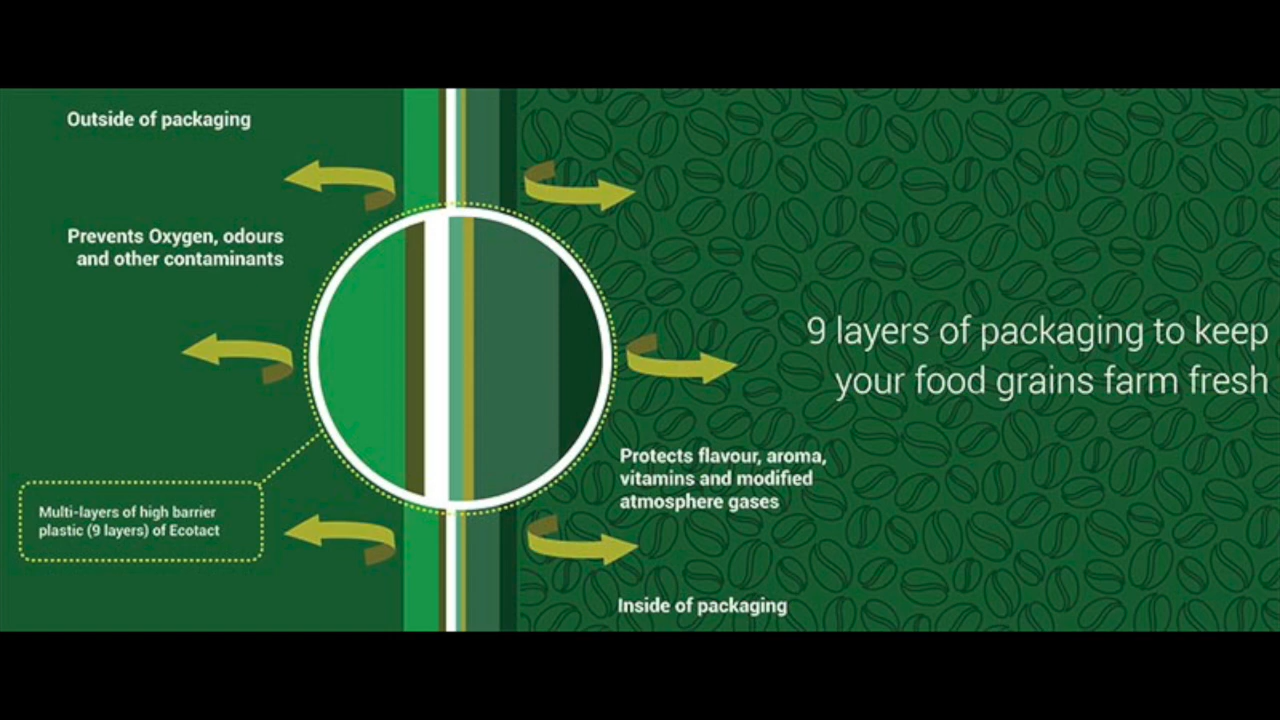 Outside of packaging
Prevents Oxygen, odours
and other contaminants
9 layers of packaging to keep
your food grains farm fresh
Protects flavour, aroma,
vitamins and modified
atmosphere gases
Multi-layers of high barrier
plastic (9 layers) of Ecotact
Inside of packaging